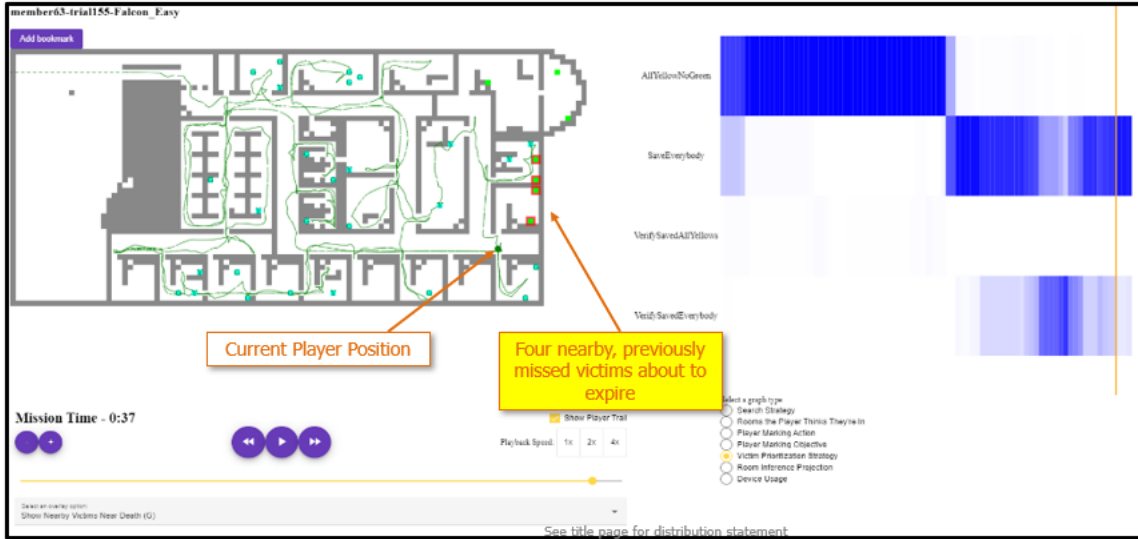 member63-trial155-Falcon_Easy
Add bookmark
AllYellowNoGreen
SaveEverybody
VerifySavedAllYellows
VerifySavedEverybody
Current Player Position
Four nearby, previously
missed victims about to
expire
Mission Time - 0:37
Show Player Trail
Playback Speed: 1x 2x 4x
Select an overlay option
Show Nearby Victims Near Death (G)
Select a graph type
Search Strategy
Rooms the Player Thinks They're In
Player Marking Action
Player Marking Objective
Victim Prioritization Strategy
Room Inference Projection
Device Usage
See title page for distribution statement